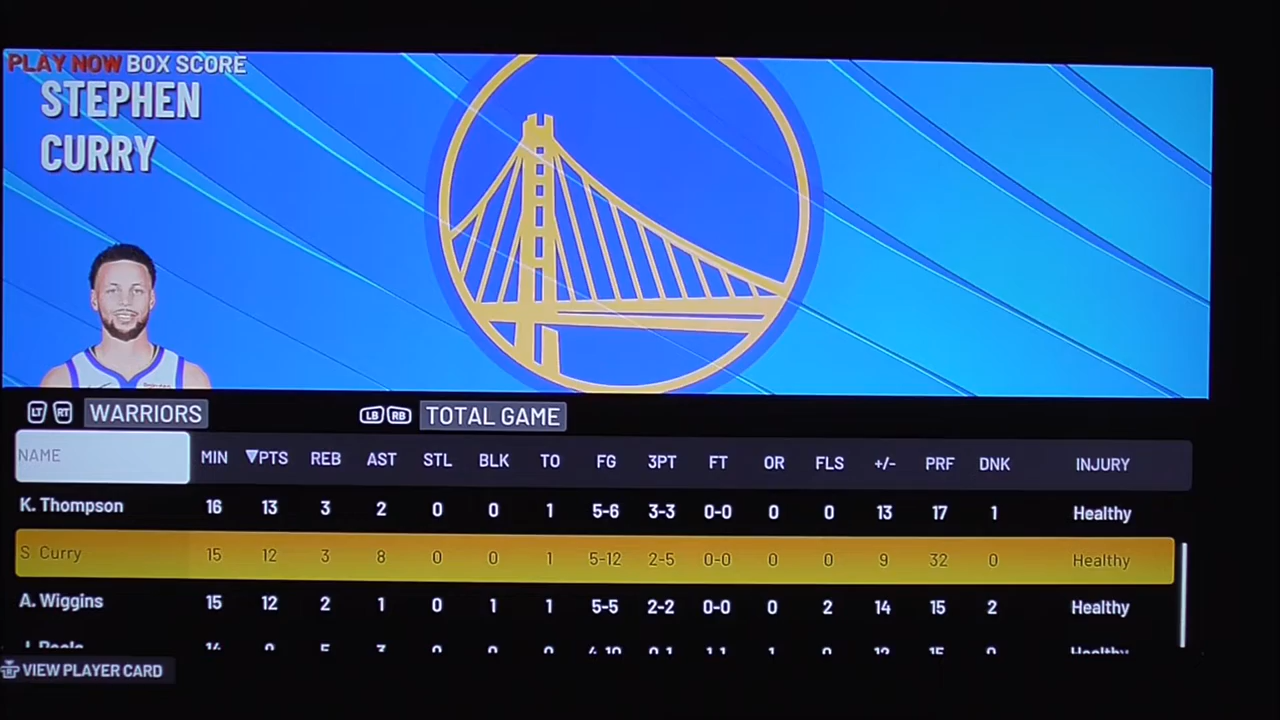 PLAY NOW BOX SCORE
STEPHEN
CURRY
LT RT WARRIORS LB RB TOTAL GAME
NAME MIN ▼PTS REB AST STL BLK TO FG 3PT FT OR FLS +/- PRF DNK INJURY
K. Thompson 16 13 3 2 0 0 1 5-6 3-3 0-0 0 0 13 17 1 Healthy
S. Curry 15 12 3 8 0 0 1 5-12 2-5 0-0 0 0 9 32 0 Healthy
A. Wiggins 15 12 2 1 0 1 1 5-5 2-2 0-0 0 2 14 15 2 Healthy
R VIEW PLAYER CARD